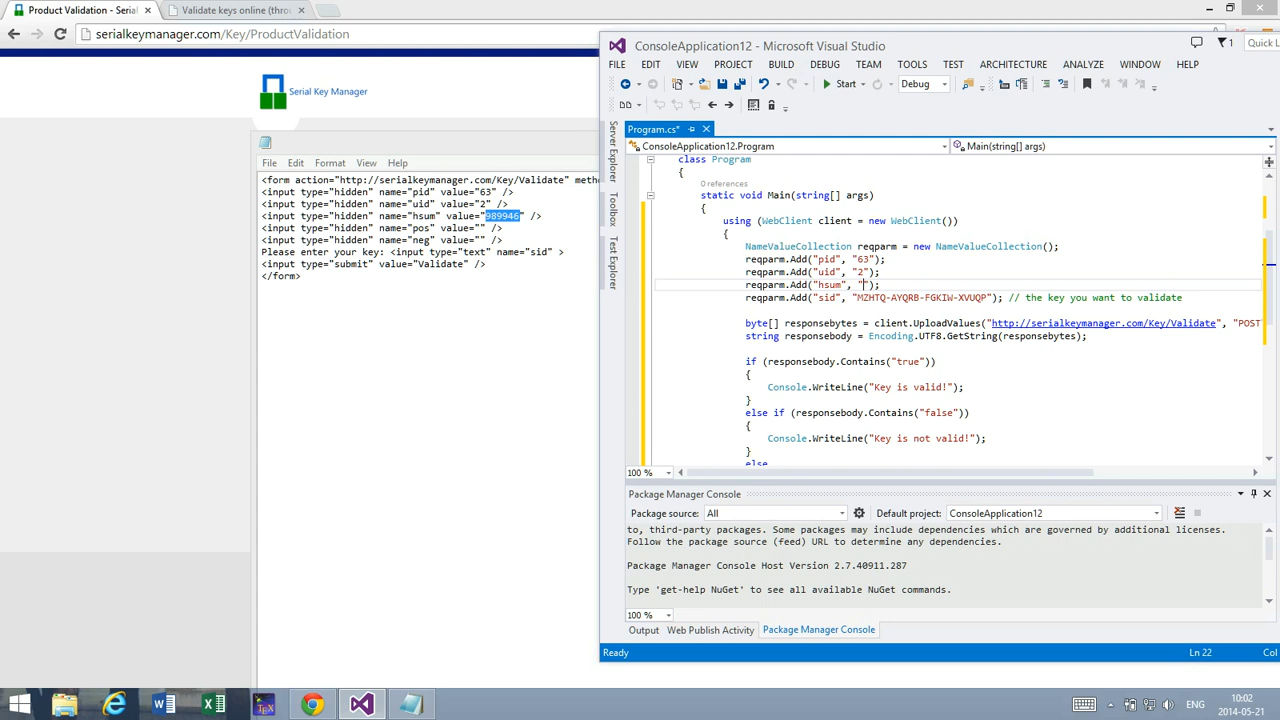 Product Validation - Serial
Validate keys online (throu
serialkeymanager.com/Key/ProductValidation
Serial Key Manager
File Edit Format View Help
<form action="http://serialkeymanager.com/Key/Validate" meth
<input type="hidden" name="pid" value="63" />
<input type="hidden" name="uid" value="2" />
<input type="hidden" name="hsum" value="989946" />
<input type="hidden" name="pos" value="" />
<input type="hidden" name="neg" value="" />
Please enter your key: <input type="text" name="sid" >
<input type="submit" value="Validate" />
</form>
ConsoleApplication12 - Microsoft Visual Studio
1
Quick L
FILE EDIT VIEW PROJECT BUILD DEBUG TEAM TOOLS TEST ARCHITECTURE ANALYZE WINDOW HELP
Start Debug
Server Explorer
Toolbox
Test Explorer
Program.cs*
ConsoleApplication12.Program
Main(string[] args)
class Program
{
0 references
static void Main(string[] args)
{
using (WebClient client = new WebClient())
{
NameValueCollection reqparm = new NameValueCollection();
reqparm.Add("pid", "63");
reqparm.Add("uid", "2");
reqparm.Add("hsum", "");
reqparm.Add("sid", "MZHTQ-AYQRB-FGKIW-XVUQP"); // the key you want to validate
byte[] responsebytes = client.UploadValues("http://serialkeymanager.com/Key/Validate", "POST
string responsebody = Encoding.UTF8.GetString(responsebytes);
if (responsebody.Contains("true"))
{
Console.WriteLine("Key is valid!");
}
else if (responsebody.Contains("false"))
{
Console.WriteLine("Key is not valid!");
}
else
100 %
Package Manager Console
Package source: All
Default project: ConsoleApplication12
to, third-party packages. Some packages may include dependencies which are governed by additional licenses.
Follow the package source (feed) URL to determine any dependencies.
Package Manager Console Host Version 2.7.40911.287
Type 'get-help NuGet' to see all available NuGet commands.
100 %
Output Web Publish Activity Package Manager Console
Ready
Ln 22
Col
ENG
10:02
2014-05-21